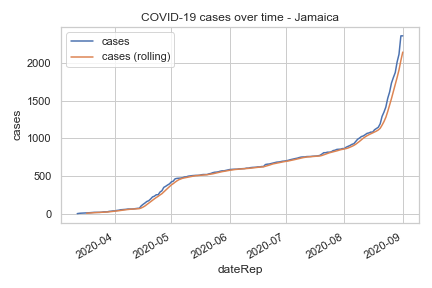 COVID-19 cases over time - Jamaica
cases
cases (rolling)
2000
1500
1000
500
0
cases
2020-04
2020-05
2020-06
2020-07
2020-08
2020-09
dateRep